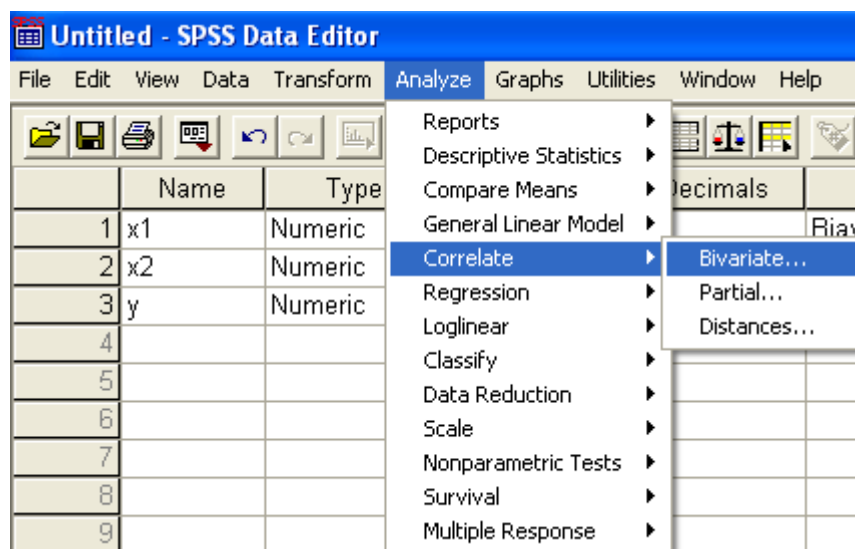 SPSS
Untitled - SPSS Data Editor
File Edit View Data Transform Analyze Graphs Utilities Window Help
Reports
Descriptive Statistics
Name Type Compare Means Decimals
1 x1 Numeric General Linear Model
2 x2 Numeric Correlate Bivariate...
3 y Numeric Regression Partial...
4 Loglinear Distances...
5 Classify
Data Reduction
6 Scale
7 Nonparametric Tests
8 Survival
9 Multiple Response